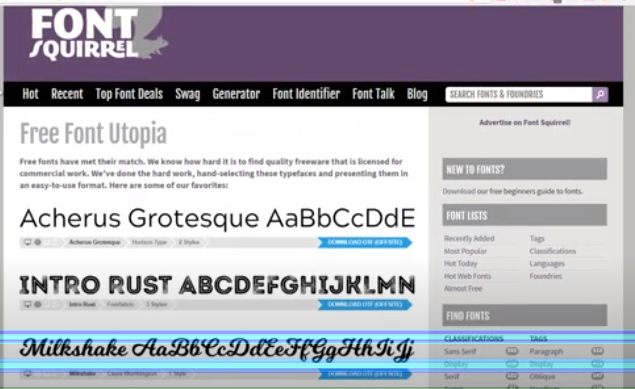 FONT
SQUIRREL
Hot Recent Top Font Deals Swag Generator Font Identifier Font Talk Blog
SEARCH FONTS & FOUNDRIES
Free Font Utopia
Free fonts have met their match. We know how hard it is to find quality freeware that is licensed for
commercial work. We've done the hard work, hand-selecting these typefaces and presenting them in
an easy-to-use format. Here are some of our favorites:
Acherus Grotesque AaBbCcDdE
Acherus Grotesque Horizon Type 2 Styles DOWNLOAD OTF (OFFSITE)
INTRO RUST ABCDEFGHIJKLMN
Intro Rust Fontfabric 3 Styles DOWNLOAD OTF (OFFSITE)
Milkshake AaBbCcDdEeFfGgHhIiJj
Milkshake Laura Worthington 1 Style DOWNLOAD OTF (OFFSITE)
Advertise on Font Squirrel!
NEW TO FONTS?
Download our free beginners guide to fonts.
FONT LISTS
Recently Added Tags
Most Popular Classifications
Hot Today Languages
Hot Web Fonts Foundries
Almost Free
FIND FONTS
CLASSIFICATIONS TAGS
Sans Serif Paragraph
Display Display
Serif Oblique